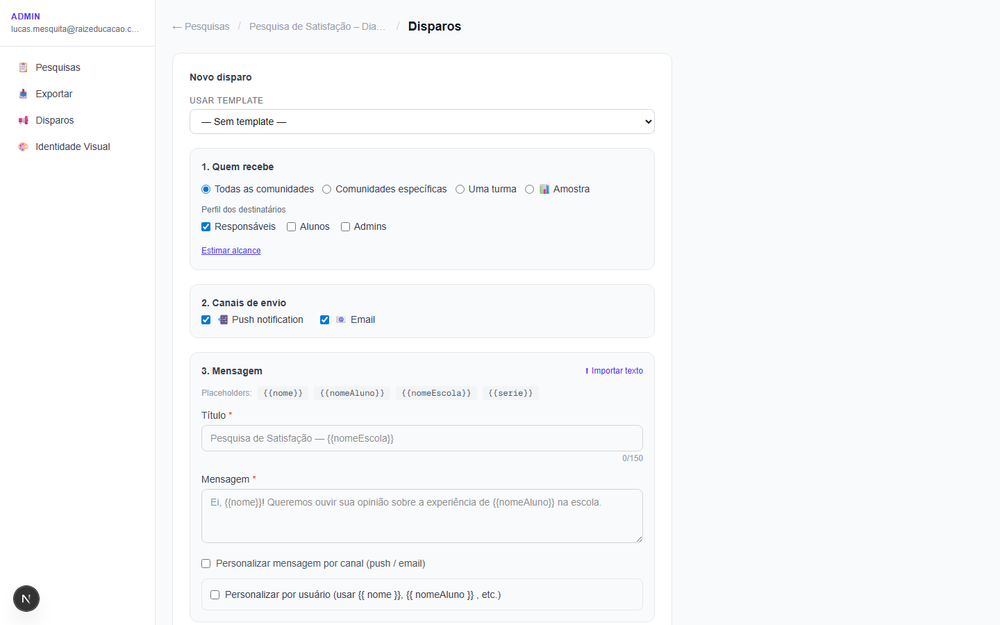 ADMIN
lucas.mesquita@raizeducacao.c...
Pesquisas
Exportar
Disparos
Identidade Visual
← Pesquisas / Pesquisa de Satisfação – Dia... / Disparos
Novo disparo
USAR TEMPLATE
— Sem template —
1. Quem recebe
Todas as comunidades Comunidades específicas Uma turma Amostra
Perfil dos destinatários
Responsáveis Alunos Admins
Estimar alcance
2. Canais de envio
Push notification Email
3. Mensagem
⬆ Importar texto
Placeholders: {{nome}} {{nomeAluno}} {{nomeEscola}} {{serie}}
Título *
Pesquisa de Satisfação — {{nomeEscola}}
0/150
Mensagem *
Ei, {{nome}}! Queremos ouvir sua opinião sobre a experiência de {{nomeAluno}} na escola.
Personalizar mensagem por canal (push / email)
Personalizar por usuário (usar {{ nome }}, {{ nomeAluno }} , etc.)
N